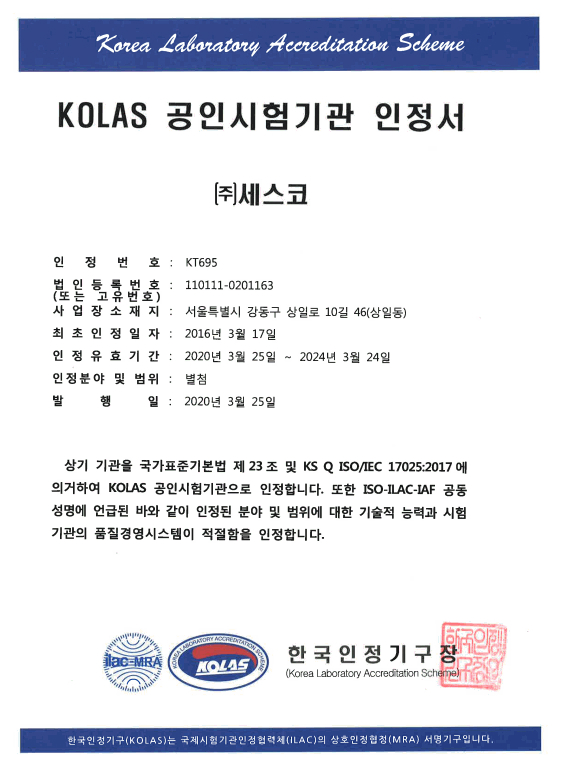 Korea Laboratory Accreditation Scheme
KOLAS 공인시험기관 인정서
㈜세스코
인 정 번 호 : KT695
법 인 등 록 번 호 : 110111-0201163
(또는 고유번호)
사 업 장 소 재 지 : 서울특별시 강동구 상일로 10길 46(상일동)
최 초 인 정 일 자 : 2016년 3월 17일
인 정 유 효 기 간 : 2020년 3월 25일 ~ 2024년 3월 24일
인정분야 및 범위 : 별첨
발 행 일 : 2020년 3월 25일
상기 기관을 국가표준기본법 제23조 및 KS Q ISO/IEC 17025:2017에
의거하여 KOLAS 공인시험기관으로 인정합니다. 또한 ISO-ILAC-IAF 공동
성명에 언급된 바와 같이 인정된 분야 및 범위에 대한 기술적 능력과 시험
기관의 품질경영시스템이 적절함을 인정합니다.
ilac-MRA
KOREA LABORATORY ACCREDITATION SCHEME
KOLAS
한국인정기구장
(Korea Laboratory Accreditation Scheme)
한국인정기구(KOLAS)는 국제시험기관인정협력체(ILAC)의 상호인정협정(MRA) 서명기구입니다.